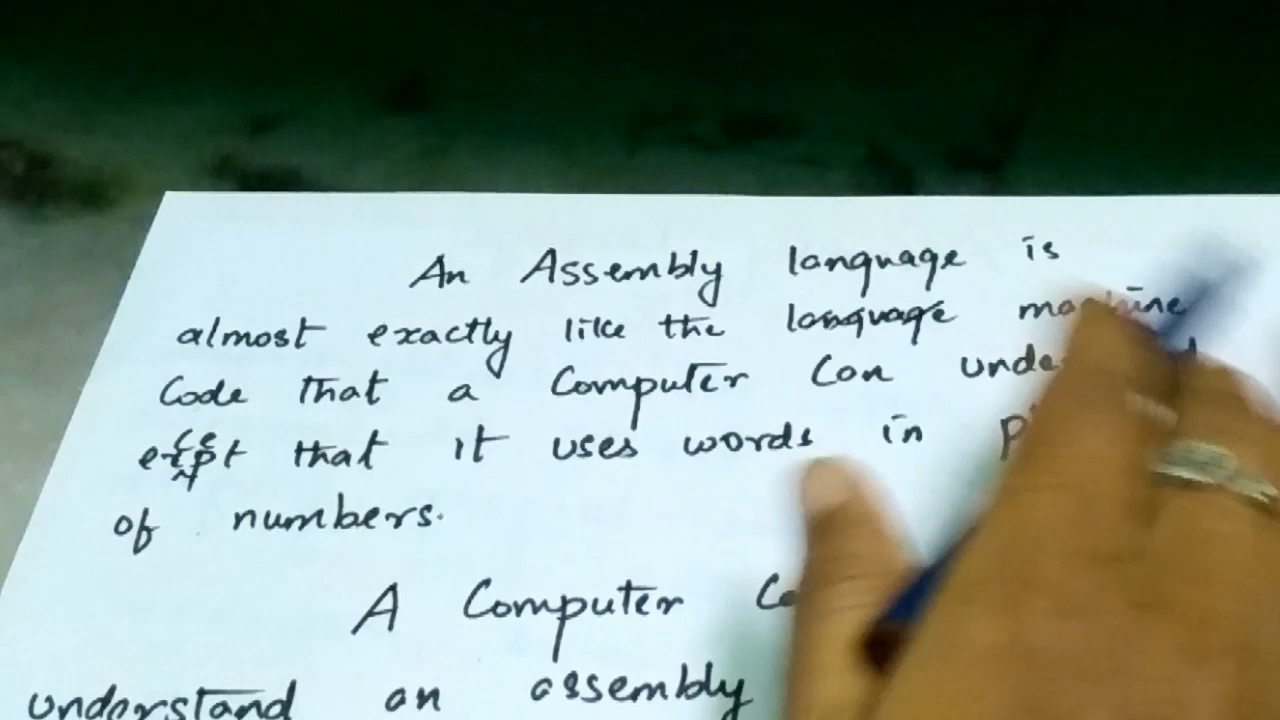 An Assembly language is
almost exactly like the language machine
Code that a Computer Can
except that it uses words in
of numbers.
A Computer
understand an assembly